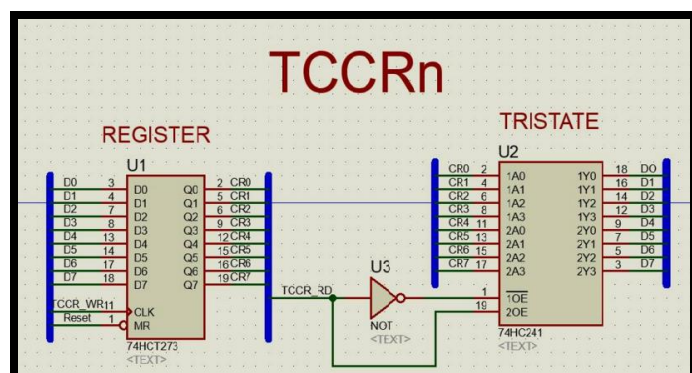 TCCRn
REGISTER
TRISTATE
U1
U2
D0 3 D0 Q0 2 CR0
D1 4 D1 Q1 5 CR1
D2 7 D2 Q2 6 CR2
D3 8 D3 Q3 9 CR3
D4 13 D4 Q4 12 CR4
D5 14 D5 Q5 15 CR5
D6 17 D6 Q6 16 CR6
D7 18 D7 Q7 19 CR7
TCCR_WR 11 CLK
Reset 1 MR
74HCT273
<TEXT>
CR0 2 1A0 1Y0 18 D0
CR1 4 1A1 1Y1 16 D1
CR2 6 1A2 1Y2 14 D2
CR3 8 1A3 1Y3 12 D3
CR4 11 2A0 2Y0 9 D4
CR5 13 2A1 2Y1 7 D5
CR6 15 2A2 2Y2 5 D6
CR7 17 2A3 2Y3 3 D7
TCCR_RD
U3
NOT
<TEXT>
1 1OE
19 2OE
74HC241
<TEXT>